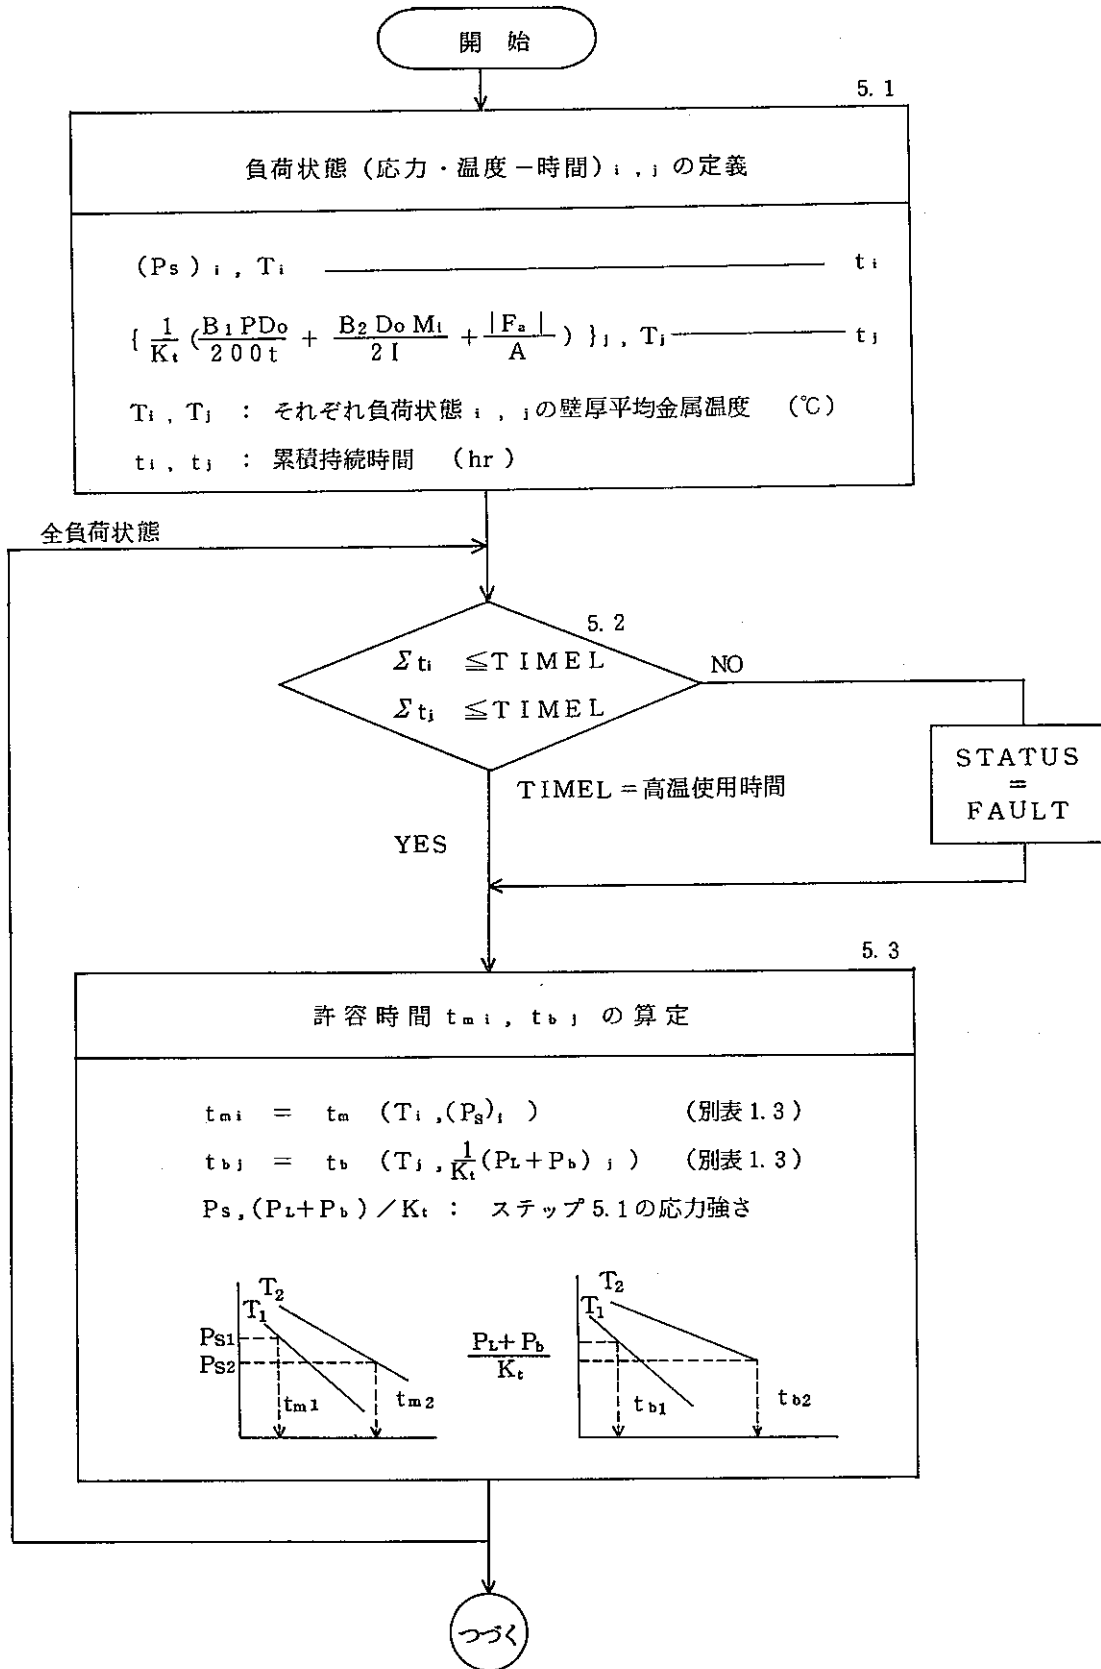 開 始
5. 1
負荷状態 (応力・温度－時間) i , j の定義
(Ps) i , Ti ———— ti
{ 1/Kt (B1 PDo/200t + B2 Do Mi/2I + |Fa|/A) } j , Tj ———— tj
Ti , Tj : それぞれ負荷状態 i , j の壁厚平均金属温度 (℃)
ti , tj : 累積持続時間 (hr)
全負荷状態
5. 2
Σti ≦TIMEL
Σtj ≦TIMEL
NO
STATUS
=
FAULT
TIMEL＝高温使用時間
YES
5. 3
許容時間 tmi , tbj の算定
tmi = tm (Ti ,(Ps)i ) (別表1.3)
tbj = tb (Tj , 1/Kt (PL+Pb) j ) (別表1.3)
Ps ,(PL+Pb)／Kt : ステップ5.1の応力強さ
T2
T1
PS1
PS2
tm1
tm2
PL+Pb/Kt
T2
T1
tb1
tb2
つづく